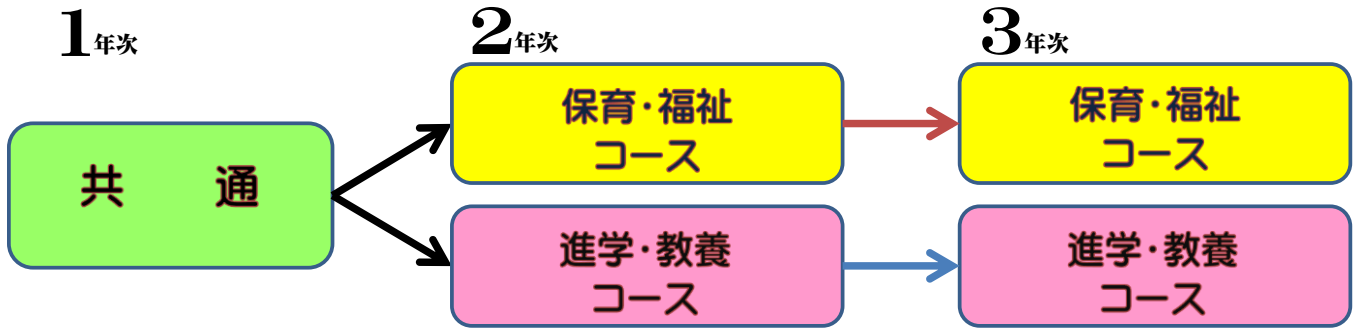 1年次
共　通
2年次
保育・福祉
コース
進学・教養
コース
3年次
保育・福祉
コース
進学・教養
コース